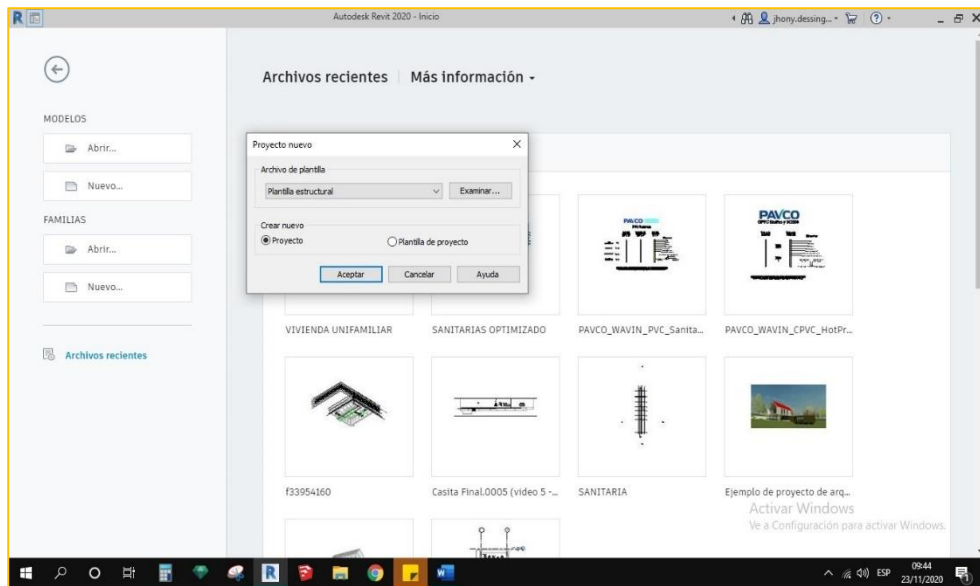 Autodesk Revit 2020 - Inicio
jhony.dessing...
Archivos recientes
Más información
MODELOS
Abrir...
Nuevo...
FAMILIAS
Abrir...
Nuevo...
Archivos recientes
Proyecto nuevo
Archivo de plantilla
Plantilla estructural
Examinar...
Crear nuevo
Proyecto
Plantilla de proyecto
Aceptar
Cancelar
Ayuda
PAVCO
PAVCO
VIVIENDA UNIFAMILIAR
SANITARIAS OPTIMIZADO
PAVCO_WAVIN_PVC_Sanita...
PAVCO_WAVIN_CPVC_HotPr...
f33954160
Casita Final.0005 (video 5 -...
SANITARIA
Ejemplo de proyecto de arq...
Activar Windows
Ve a Configuración para activar Windows.
ESP
09:44
23/11/2020